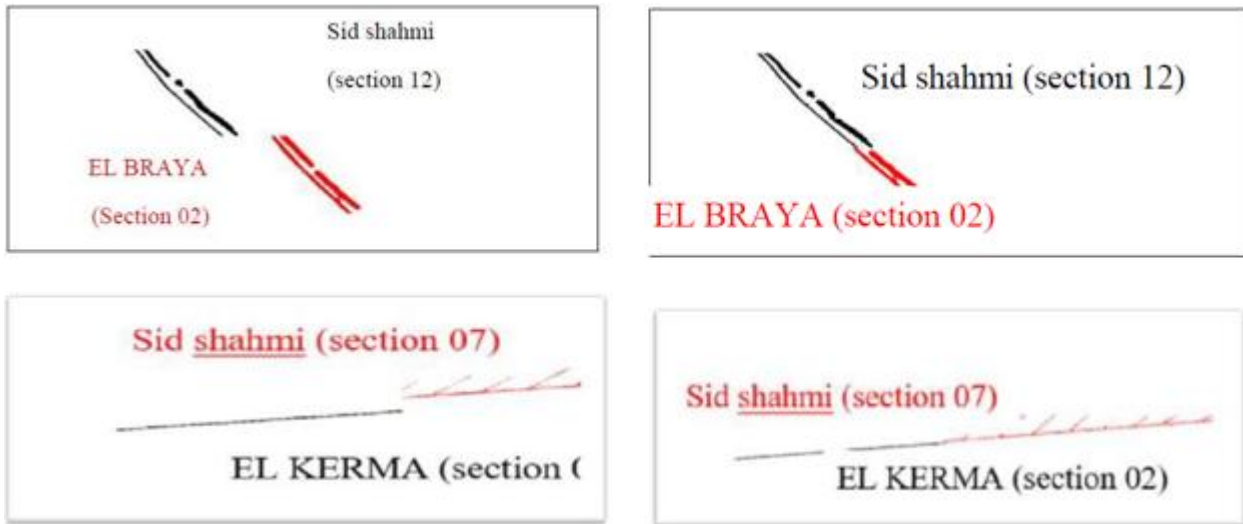 Sid shahmi
(section 12)
EL BRAYA
(Section 02)
Sid shahmi (section 12)
EL BRAYA (section 02)
Sid shahmi (section 07)
EL KERMA (section
Sid shahmi (section 07)
EL KERMA (section 02)